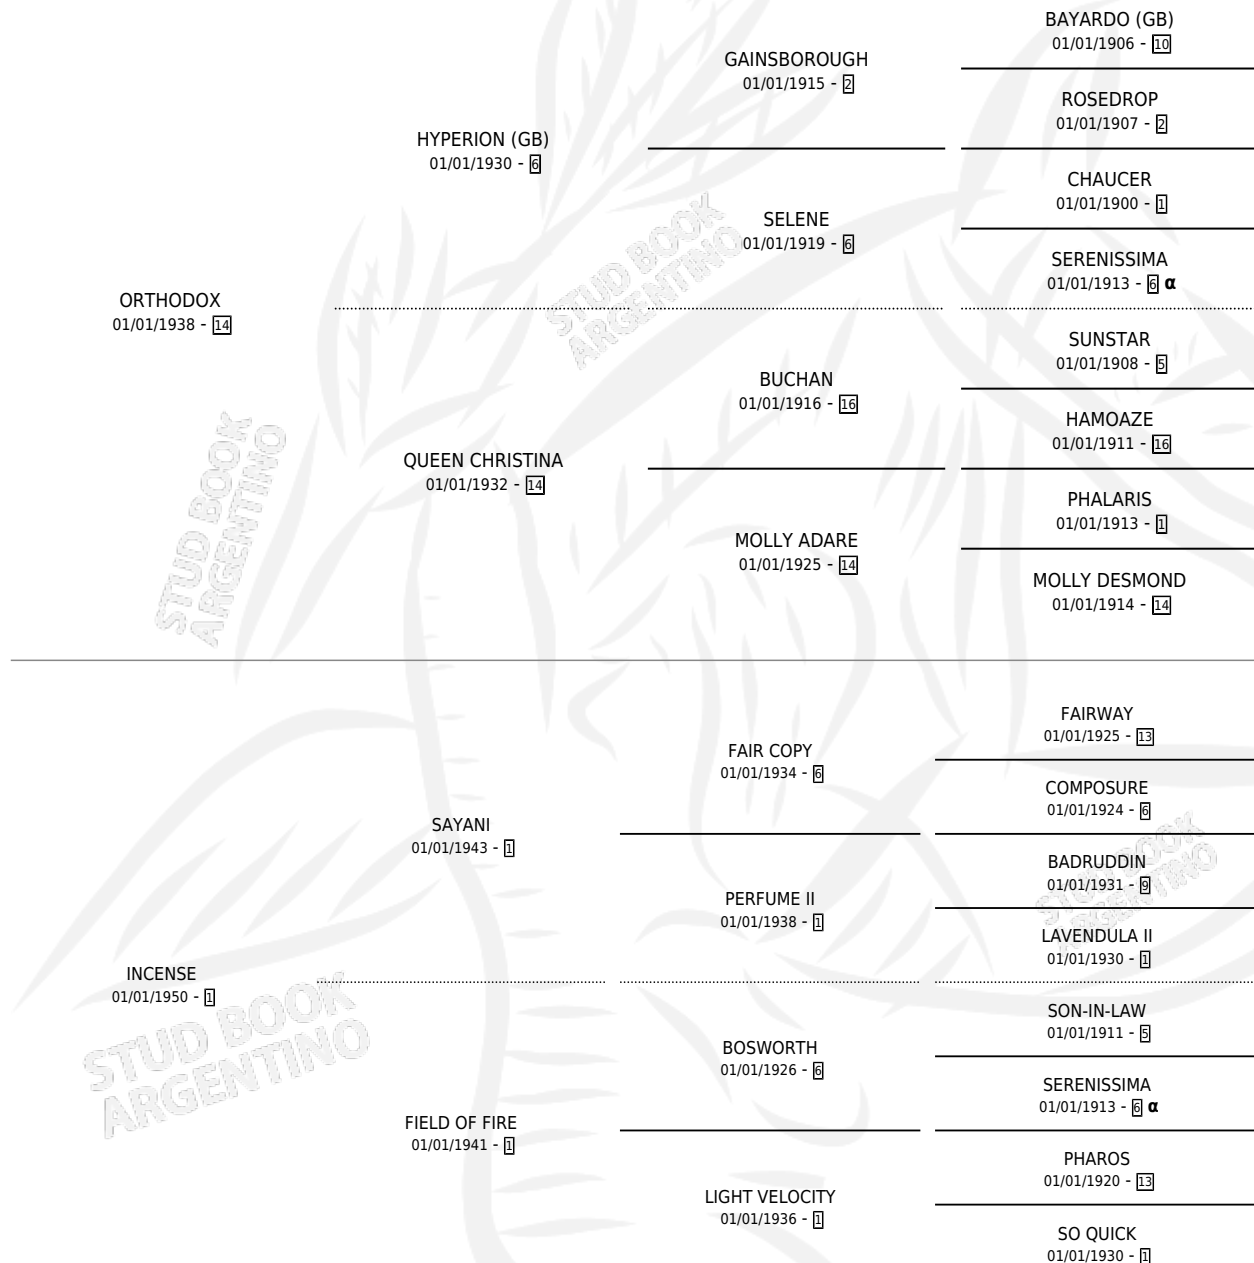 BAYARDO (GB)
01/01/1906 - 10
GAINSBOROUGH
01/01/1915 - 2
ROSEDROP
01/01/1907 - 2
HYPERION (GB)
01/01/1930 - 6
CHAUCER
01/01/1900 - 1
SELENE
01/01/1919 - 6
SERENISSIMA
01/01/1913 - 6 α
ORTHODOX
01/01/1938 - 14
SUNSTAR
01/01/1908 - 5
BUCHAN
01/01/1916 - 16
HAMOAZE
01/01/1911 - 16
QUEEN CHRISTINA
01/01/1932 - 14
PHALARIS
01/01/1913 - 1
MOLLY ADARE
01/01/1925 - 14
MOLLY DESMOND
01/01/1914 - 14
FAIRWAY
01/01/1925 - 13
FAIR COPY
01/01/1934 - 6
COMPOSURE
01/01/1924 - 6
SAYANI
01/01/1943 - 1
BADRUDDIN
01/01/1931 - 9
PERFUME II
01/01/1938 - 1
LAVENDULA II
01/01/1930 - 1
INCENSE
01/01/1950 - 1
SON-IN-LAW
01/01/1911 - 5
BOSWORTH
01/01/1926 - 6
SERENISSIMA
01/01/1913 - 6 α
FIELD OF FIRE
01/01/1941 - 1
PHAROS
01/01/1920 - 13
LIGHT VELOCITY
01/01/1936 - 1
SO QUICK
01/01/1930 - 1
STUD BOOK
ARGENTINO
STUD BOOK
ARGENTINO
STUD BOOK
ARGENTINO
STUD BOOK
ARGENTINO